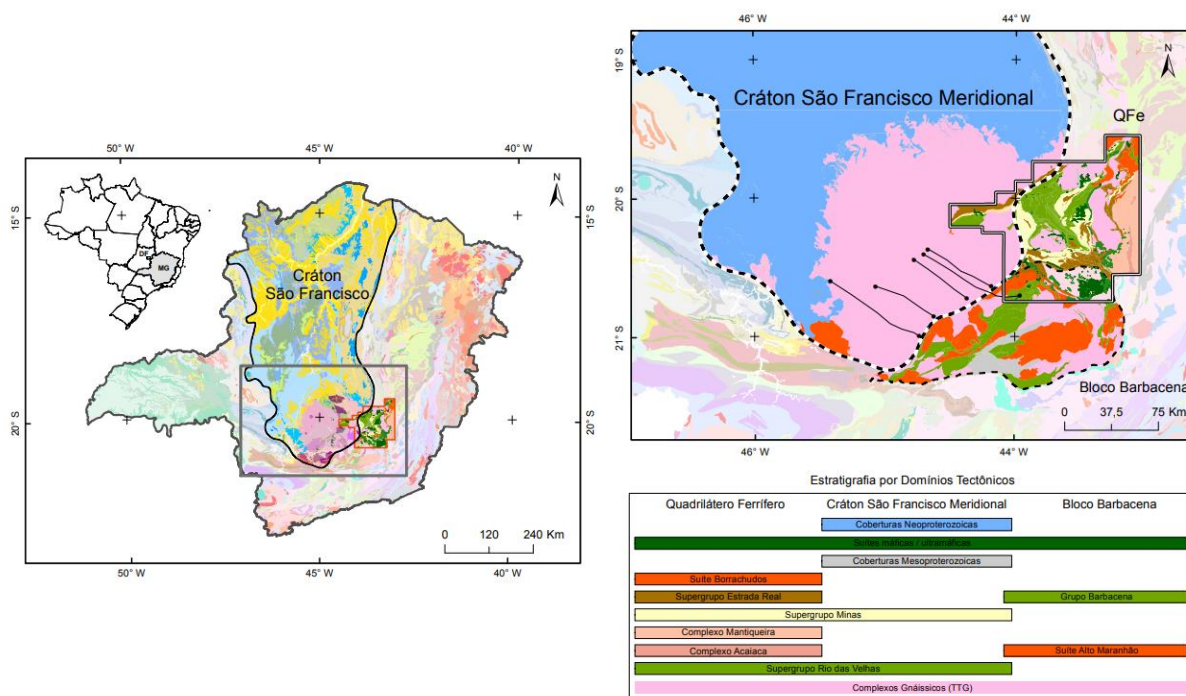 50° W
45° W
40° W
15° S
15° S
N
DF
MG
Cráton
São Francisco
20° S
20° S
0 120 240 Km
50° W
45° W
40° W
46° W
44° W
19° S
N
Cráton São Francisco Meridional
QFe
20° S
21° S
Bloco Barbacena
0 37,5 75 Km
46° W
44° W
Estratigrafia por Domínios Tectônicos
Quadrilátero Ferrífero Cráton São Francisco Meridional Bloco Barbacena
Coberturas Neoproterozoicas
Suítes máficas / ultramáficas
Coberturas Mesoproterozoicas
Suíte Borrachudos
Supergrupo Estrada Real Grupo Barbacena
Supergrupo Minas
Complexo Mantiqueira
Complexo Acaiaca Suíte Alto Maranhão
Supergrupo Rio das Velhas
Complexos Gnáissicos (TTG)